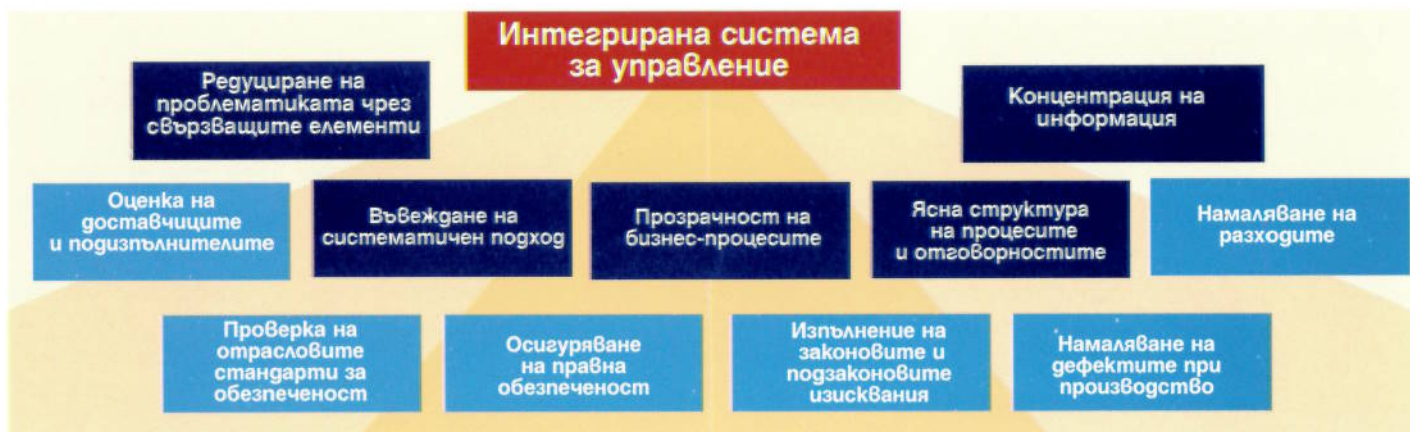 Интегрирана система
за управление
Редуциране на
проблематиката чрез
свързващите елементи
Концентрация на
информация
Оценка на
доставчиците
и подизпълнителите
Въвеждане на
систематичен подход
Прозрачност на
бизнес-процесите
Ясна структура
на процесите
и отговорностите
Намаляване на
разходите
Проверка на
отрасловите
стандарти за
обезпеченост
Осигуряване
на правна
обезпеченост
Изпълнение на
законовите и
подзаконовите
изисквания
Намаляване на
дефектите при
производство